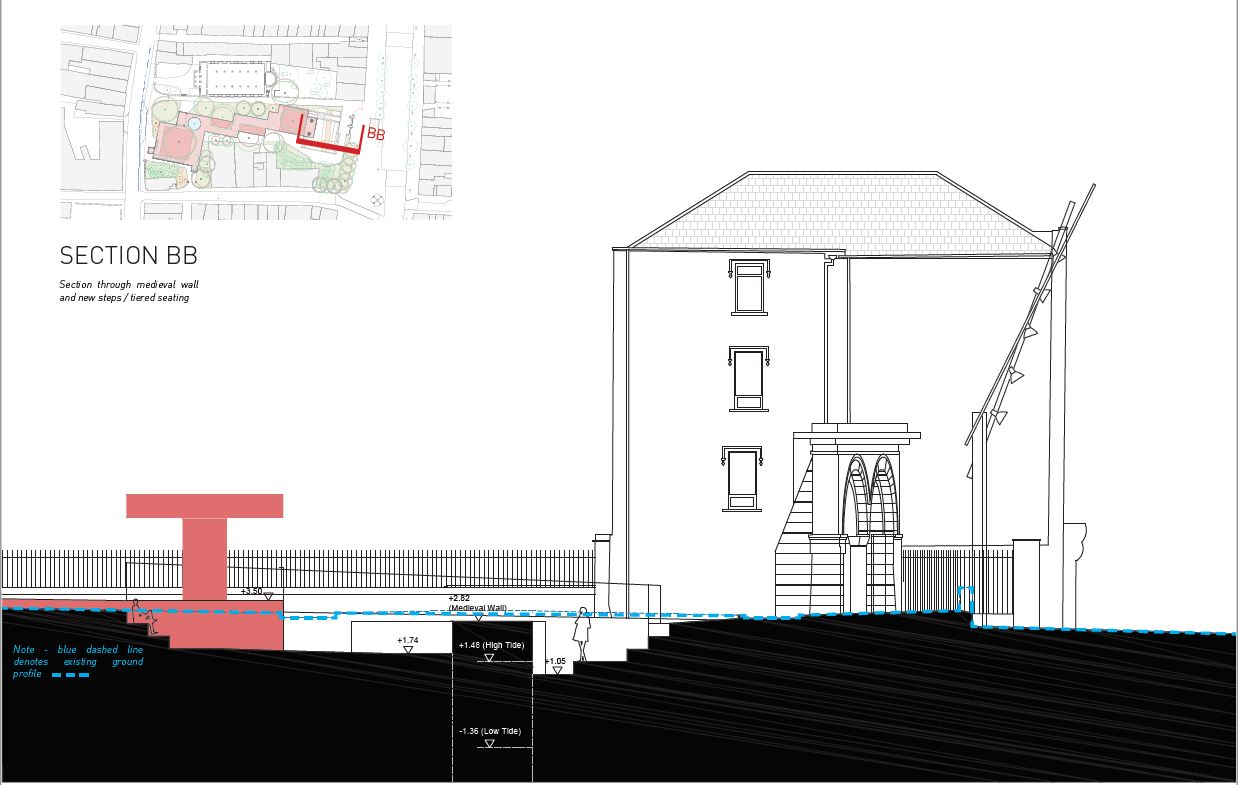 BB
SECTION BB
Section through medieval wall
and new steps / tiered seating
+3.50
+2.82
(Medieval Wall)
+1.74
+1.48 (High Tide)
+1.05
-1.36 (Low Tide)
Note - blue dashed line
denotes existing ground
profile